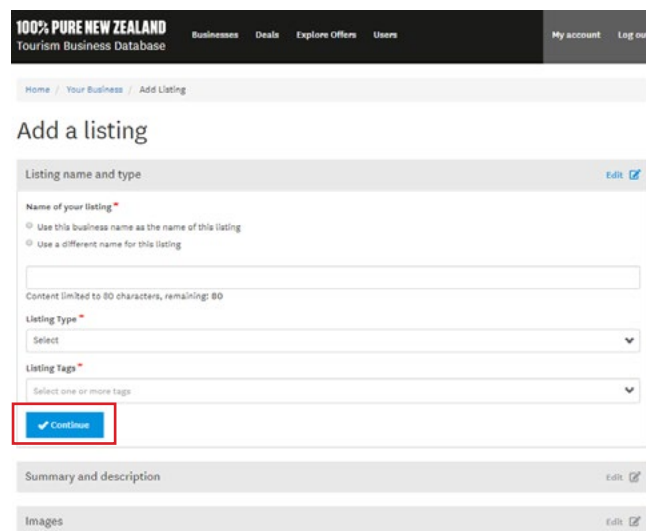 100% PURE NEW ZEALAND
Tourism Business Database
Businesses Deals Explore Offers Users My account Log ou
Home / Your Business / Add Listing
Add a listing
Listing name and type Edit
Name of your listing *
Use this business name as the name of this listing
Use a different name for this listing
Content limited to 80 characters, remaining: 80
Listing Type *
Select
Listing Tags *
Select one or more tags
Continue
Summary and description Edit
Images Edit